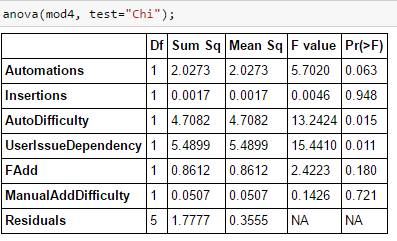 anova(mod4, test="Chi");
Df Sum Sq Mean Sq F value Pr(>F)
Automations 1 2.0273 2.0273 5.7020 0.063
Insertions 1 0.0017 0.0017 0.0046 0.948
AutoDifficulty 1 4.7082 4.7082 13.2424 0.015
UserIssueDependency 1 5.4899 5.4899 15.4410 0.011
FAdd 1 0.8612 0.8612 2.4223 0.180
ManualAddDifficulty 1 0.0507 0.0507 0.1426 0.721
Residuals 5 1.7777 0.3555 NA NA